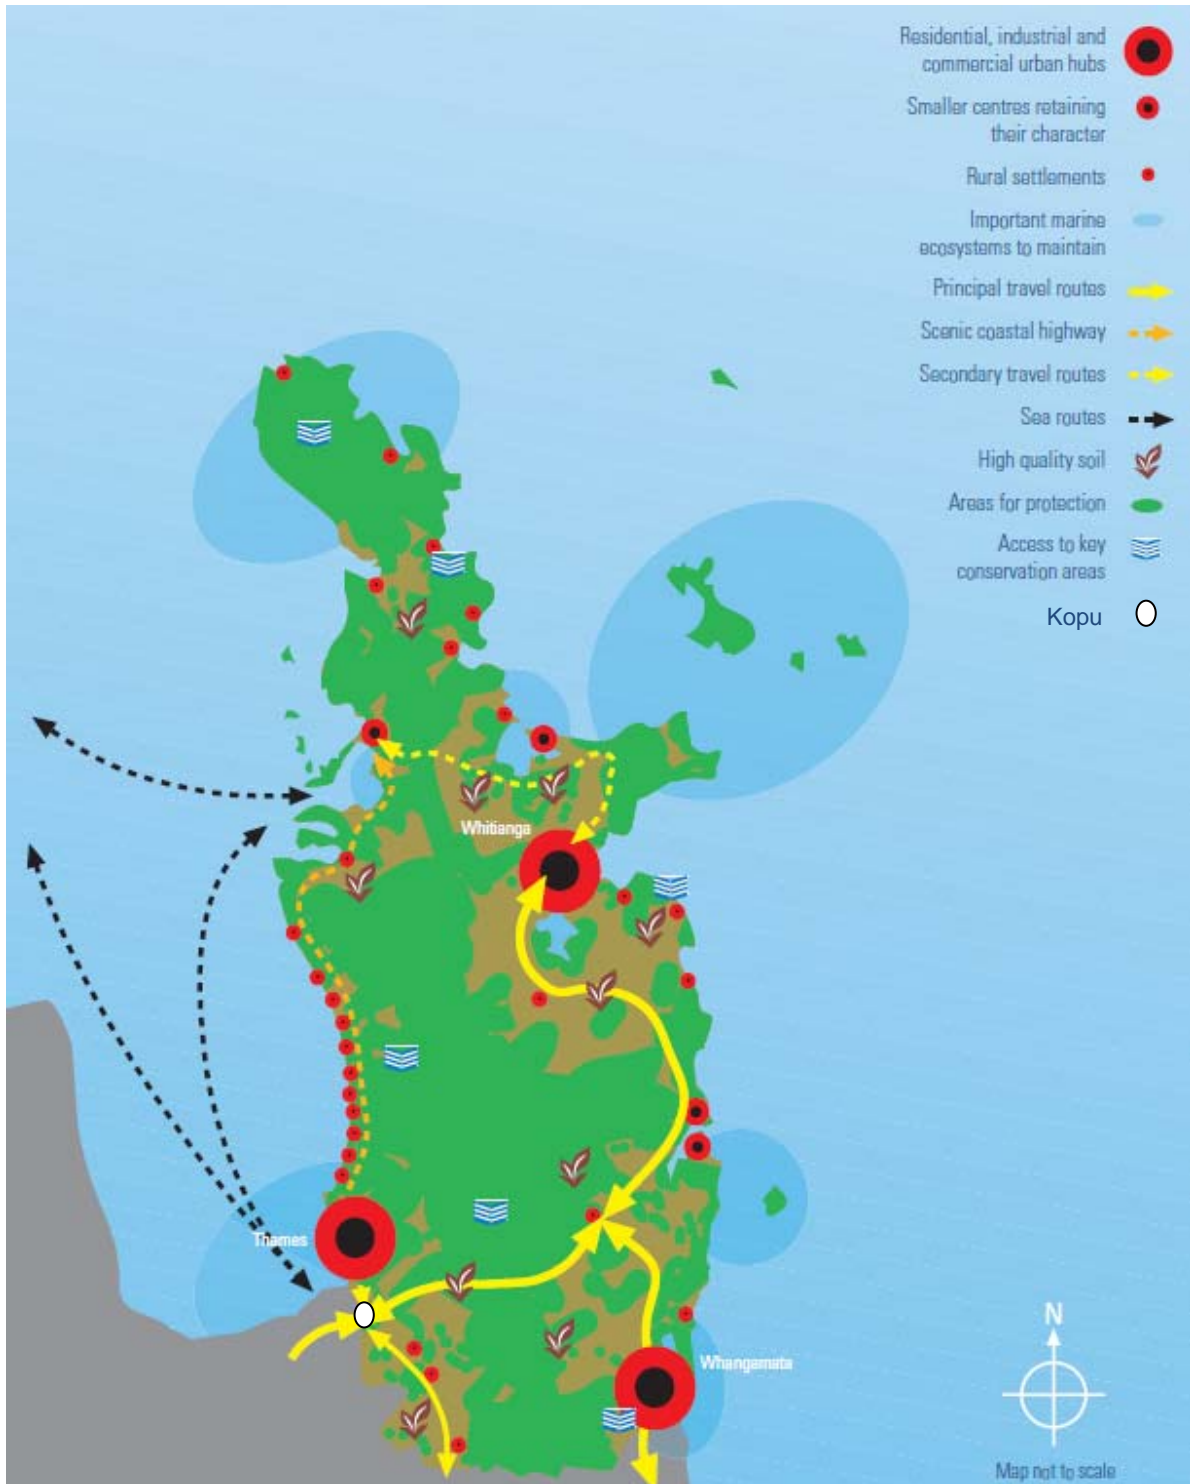 Residential, industrial and
commercial urban hubs
Smaller centres retaining
their character
Rural settlements
Important marine
ecosystems to maintain
Principal travel routes
Scenic coastal highway
Secondary travel routes
Sea routes
High quality soil
Areas for protection
Access to key
conservation areas
Kopu
Whitianga
Thames
Whangamata
N
Map not to scale